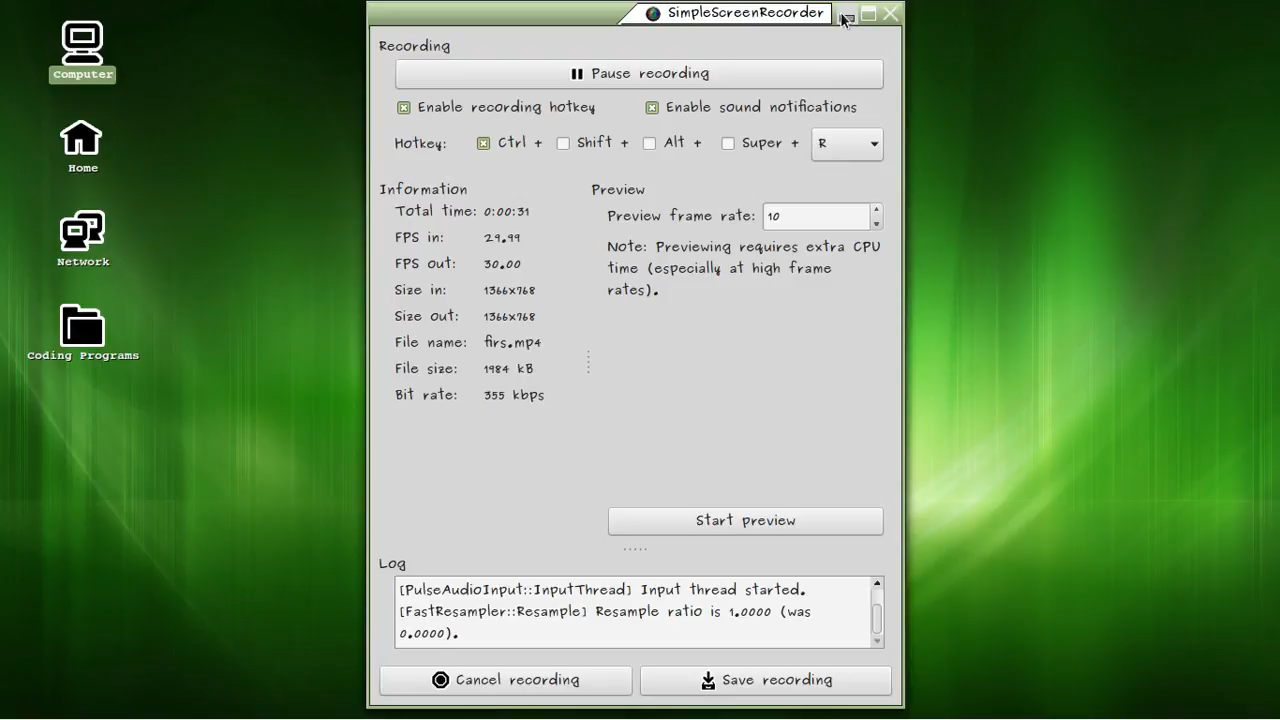 SimpleScreenRecorder
Computer
Home
Network
Coding Programs
Recording
Pause recording
Enable recording hotkey
Enable sound notifications
Hotkey: Ctrl + Shift + Alt + Super + R
Information
Total time: 0:00:31
FPS in: 29.99
FPS out: 30.00
Size in: 1366x768
Size out: 1366x768
File name: firs.mp4
File size: 1984 kB
Bit rate: 355 kbps
Preview
Preview frame rate: 10
Note: Previewing requires extra CPU
time (especially at high frame
rates).
Start preview
Log
[PulseAudioInput::InputThread] Input thread started.
[FastResampler::Resample] Resample ratio is 1.0000 (was
0.0000).
Cancel recording
Save recording